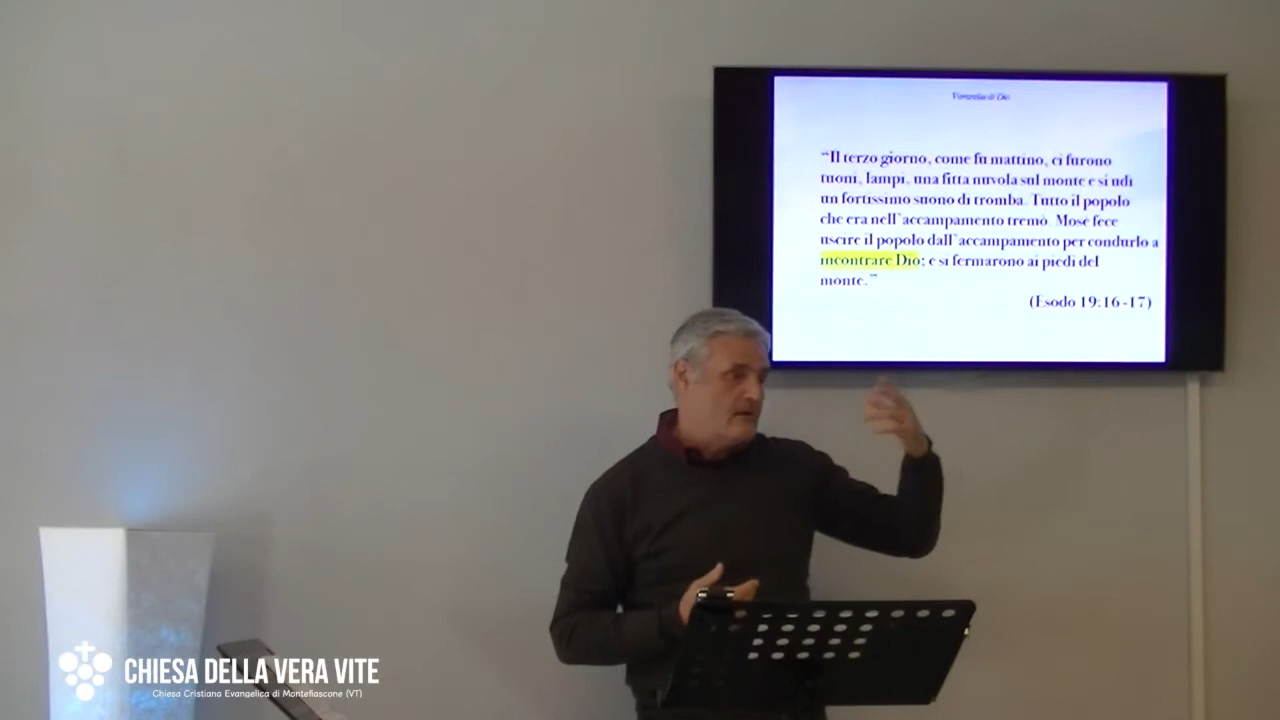 “Il terzo giorno, come fu mattino, ci furono
tuoni, lampi, una fitta nuvola sul monte e si udì
un fortissimo suono di tromba. Tutto il popolo
che era nell'accampamento tremò. Mosè fece
uscire il popolo dall'accampamento per condurlo a
incontrare Dio; e si fermarono ai piedi del
monte.”
(Esodo 19:16-17)
CHIESA DELLA VERA VITE
Chiesa Cristiana Evangelica di Montefiascone (VT)